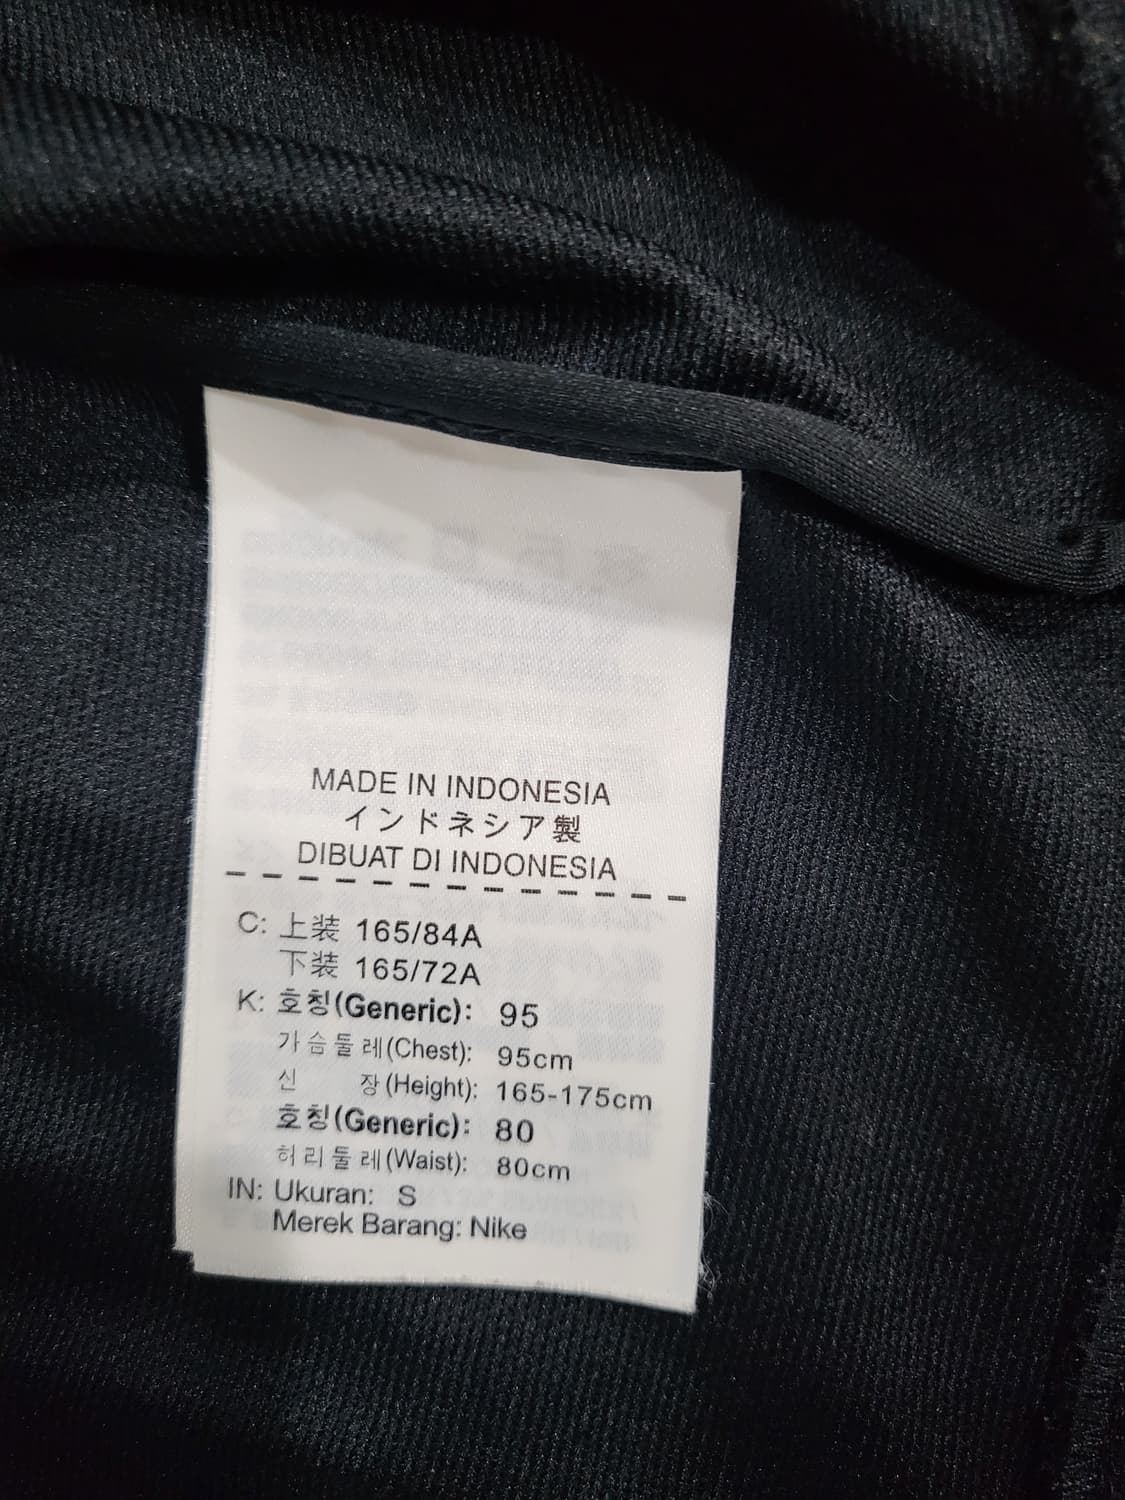 MADE IN INDONESIA
インドネシア製
DIBUAT DI INDONESIA
C: 上装 165/84A
下装 165/72A
K: 호칭(Generic): 95
가슴둘레(Chest): 95cm
신 장(Height): 165-175cm
호칭(Generic): 80
허리둘레(Waist): 80cm
IN: Ukuran: S
Merek Barang: Nike